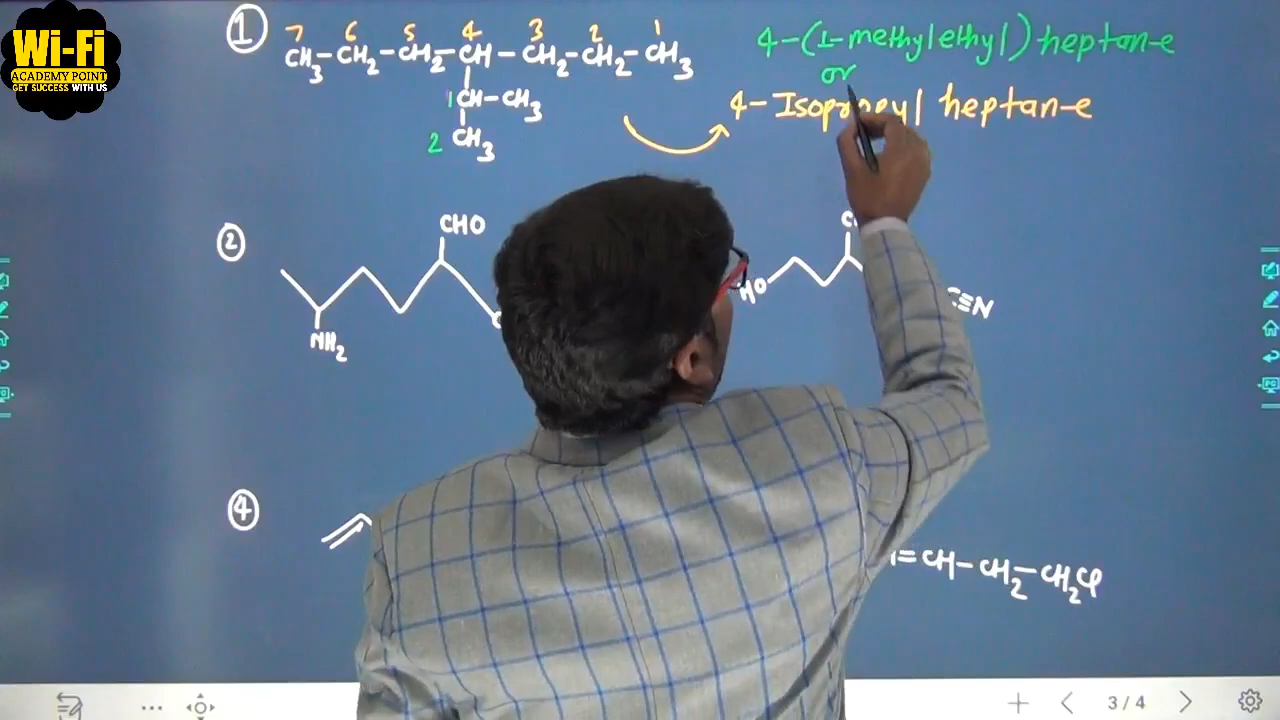 Wi-Fi
ACADEMY POINT
GET SUCCESS WITH US
① 7 6 5 4 3 2 1
CH3-CH2-CH2-CH-CH2-CH2-CH3
1 CH-CH3
2 CH3
4-(1-methylethyl)heptane
or
4-Isopropyl heptane
②
CHO
NH2
HO
C≡N
④
=CH-CH2-CH2Cl
3 / 4